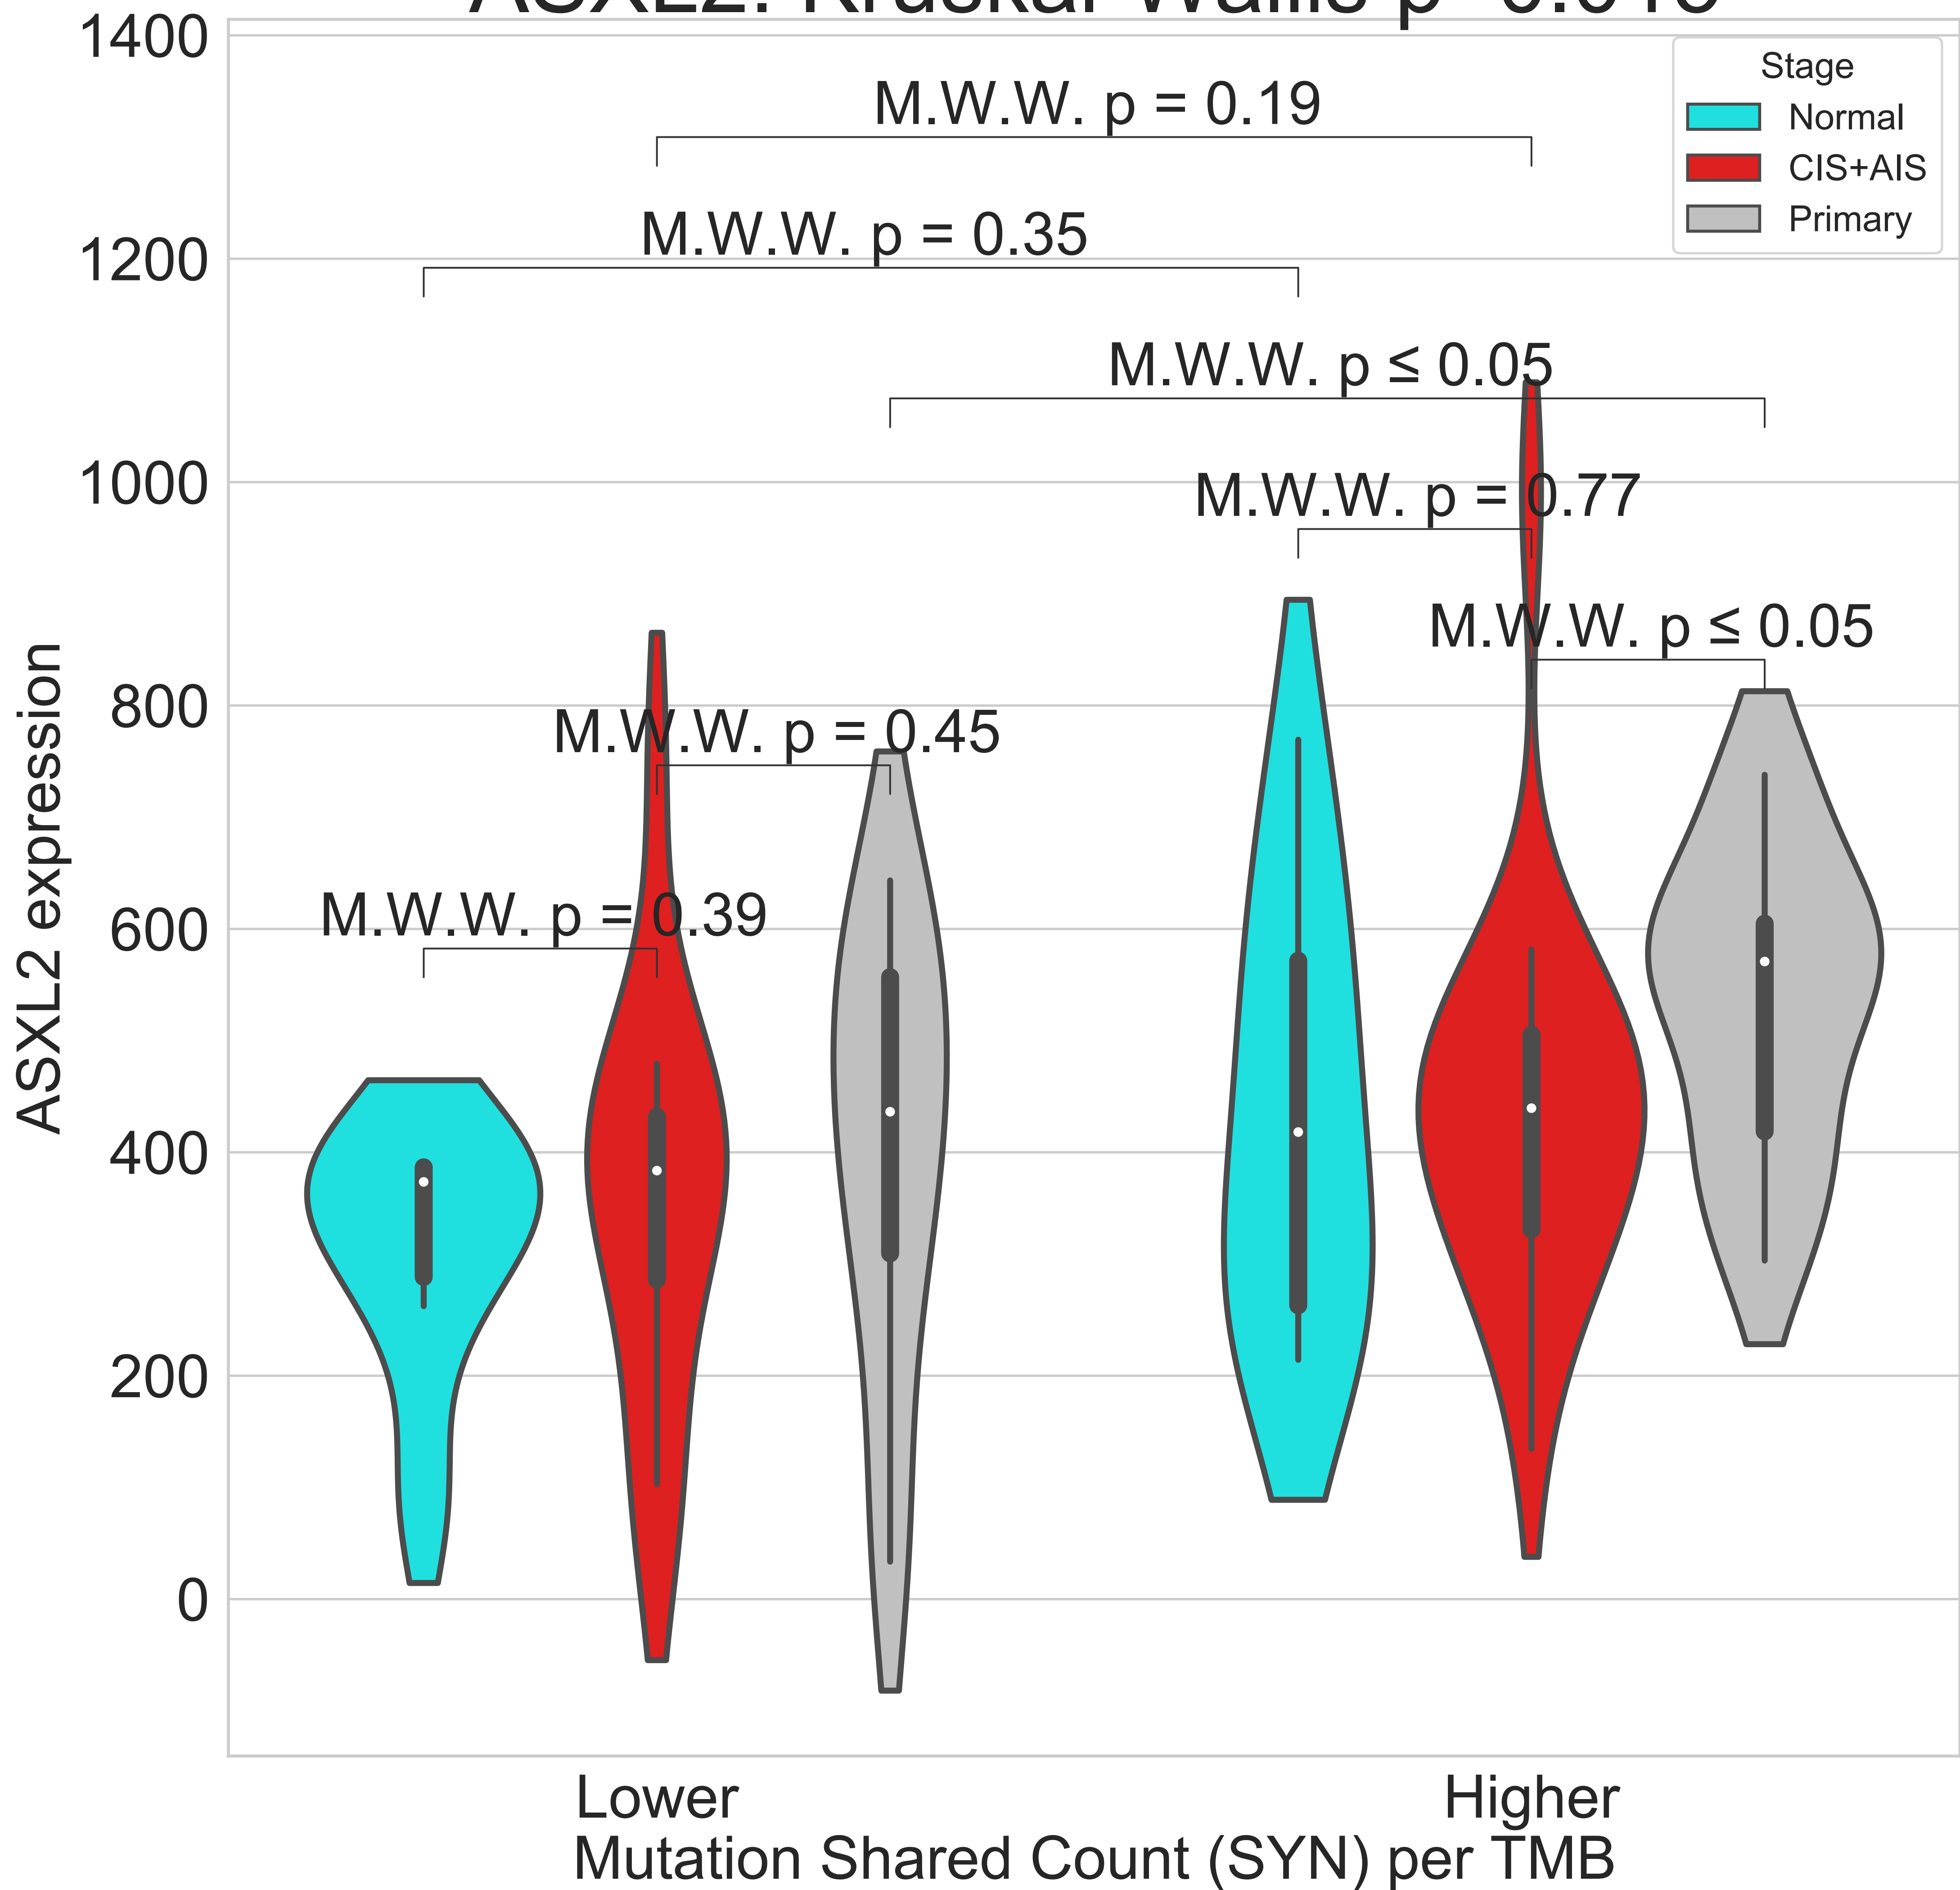 1400
Stage
Normal
CIS+AIS
Primary
M.W.W. p = 0.19
M.W.W. p = 0.35
1200
M.W.W. p ≤ 0.05
M.W.W. p = 0.77
1000
M.W.W. p ≤ 0.05
M.W.W. p = 0.45
800
M.W.W. p = 0.39
600
400
200
0
ASXL2 expression
Lower
Higher
Mutation Shared Count (SYN) per TMB